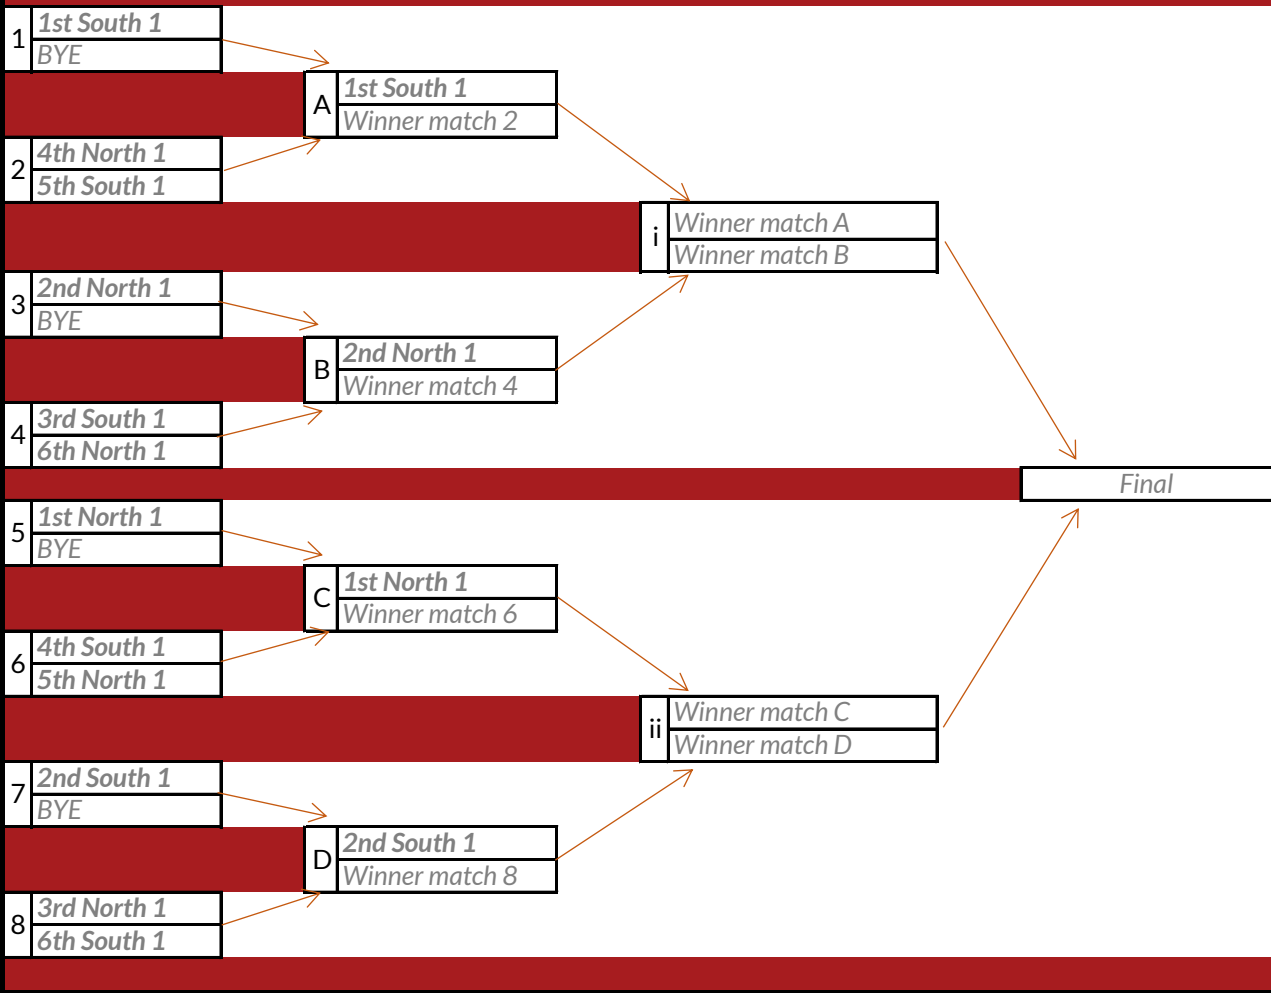 1
1st South 1
BYE
A
1st South 1
Winner match 2
2
4th North 1
5th South 1
i
Winner match A
Winner match B
3
2nd North 1
BYE
B
2nd North 1
Winner match 4
4
3rd South 1
6th North 1
Final
5
1st North 1
BYE
C
1st North 1
Winner match 6
6
4th South 1
5th North 1
ii
Winner match C
Winner match D
7
2nd South 1
BYE
D
2nd South 1
Winner match 8
8
3rd North 1
6th South 1